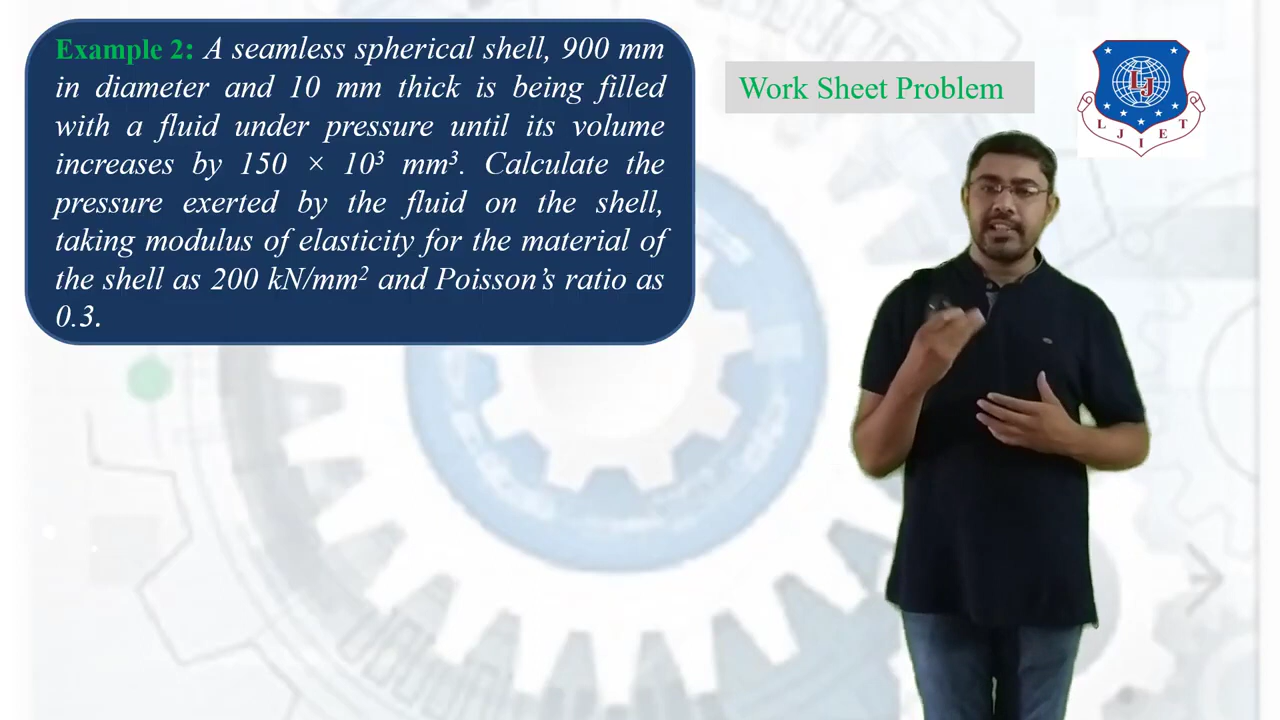 Example 2: A seamless spherical shell, 900 mm
in diameter and 10 mm thick is being filled
with a fluid under pressure until its volume
increases by 150 × 10³ mm³. Calculate the
pressure exerted by the fluid on the shell,
taking modulus of elasticity for the material of
the shell as 200 kN/mm² and Poisson’s ratio as
0.3.
Work Sheet Problem
LJ
L J I E T